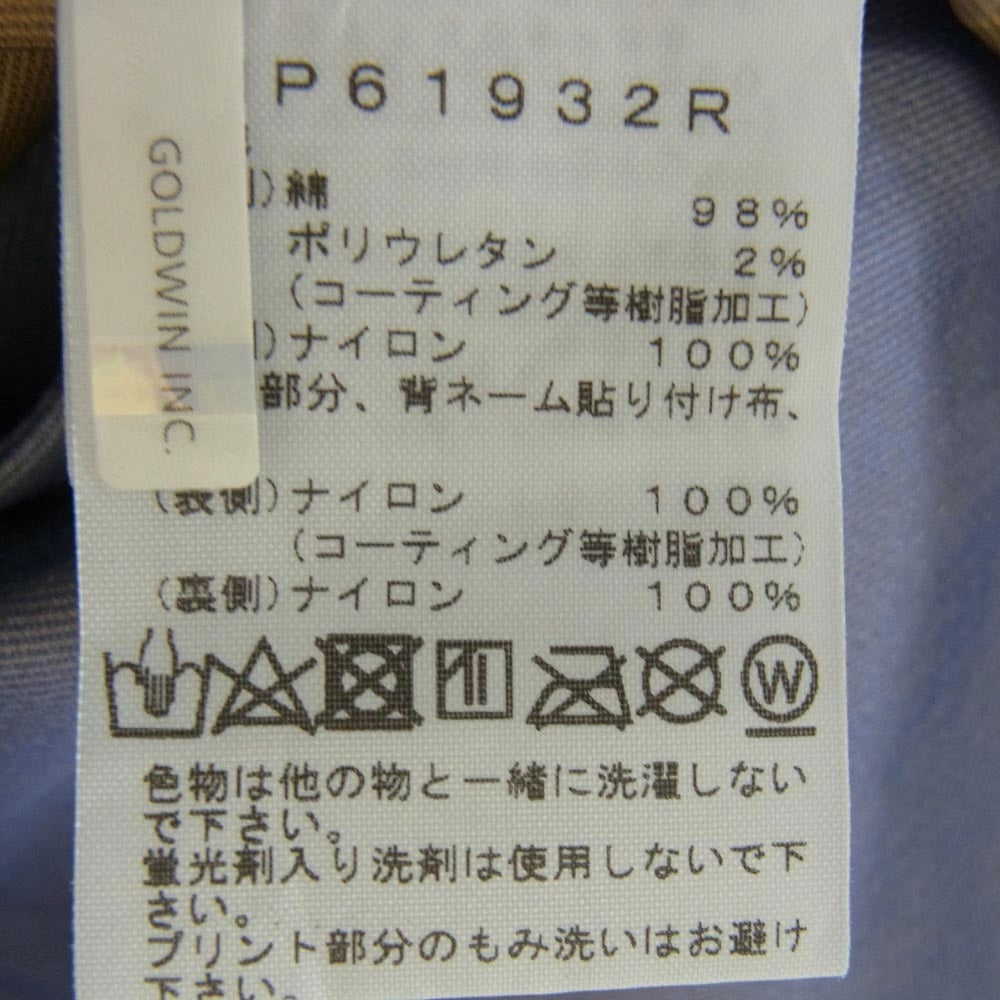 P61932R
GOLDWIN INC.
)綿 98%
ポリウレタン 2%
(コーティング等樹脂加工)
)ナイロン 100%
部分、背ネーム貼り付け布、
(表側)ナイロン 100%
(コーティング等樹脂加工)
(裏側)ナイロン 100%
W
色物は他の物と一緒に洗濯しない
で下さい。
蛍光剤入り洗剤は使用しないで下
さい。
プリント部分のもみ洗いはお避け
下さい。